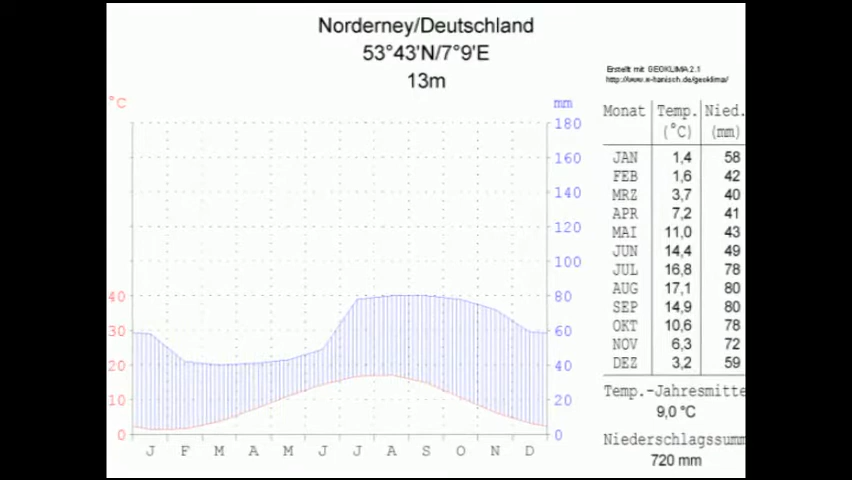 Norderney/Deutschland
53°43'N/7°9'E
13m
Erstellt mit GEOKLIMA 2.1
http://www.w-hanisch.de/geoklima/
°C
mm
180
160
140
120
100
40 80
30 60
20 40
10 20
0 0
J F M A M J J A S O N D
Monat Temp. Nied.
(°C) (mm)
JAN 1,4 58
FEB 1,6 42
MRZ 3,7 40
APR 7,2 41
MAI 11,0 43
JUN 14,4 49
JUL 16,8 78
AUG 17,1 80
SEP 14,9 80
OKT 10,6 78
NOV 6,3 72
DEZ 3,2 59
Temp.-Jahresmitte
9,0 °C
Niederschlagssumm
720 mm